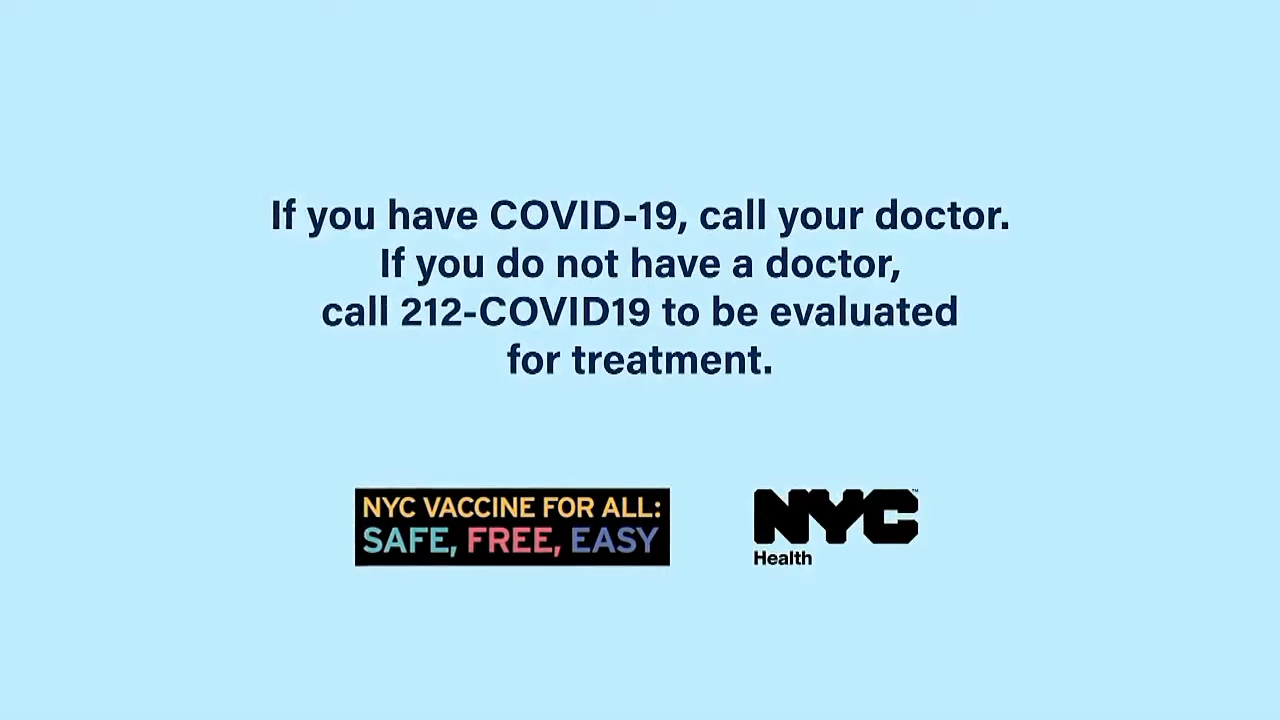 If you have COVID-19, call your doctor.
If you do not have a doctor,
call 212-COVID19 to be evaluated
for treatment.
NYC VACCINE FOR ALL:
SAFE, FREE, EASY
NYC™
Health